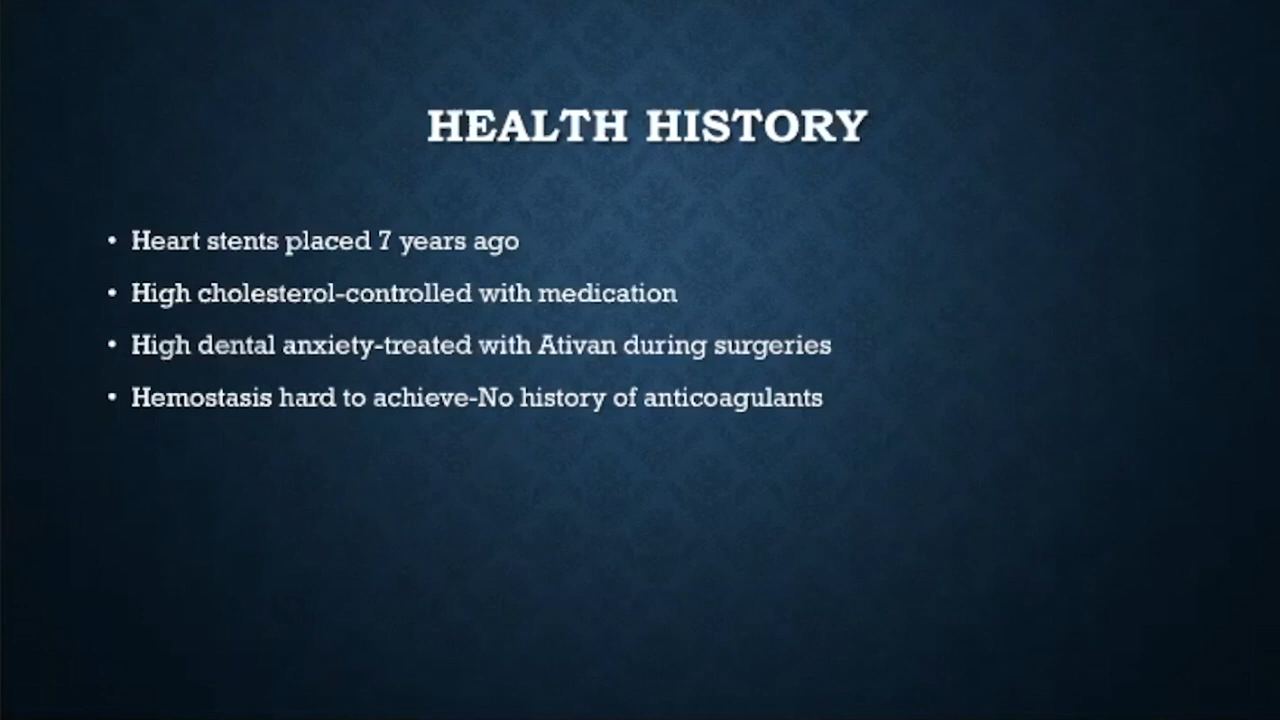 HEALTH HISTORY
• Heart stents placed 7 years ago
• High cholesterol-controlled with medication
• High dental anxiety-treated with Ativan during surgeries
• Hemostasis hard to achieve-No history of anticoagulants